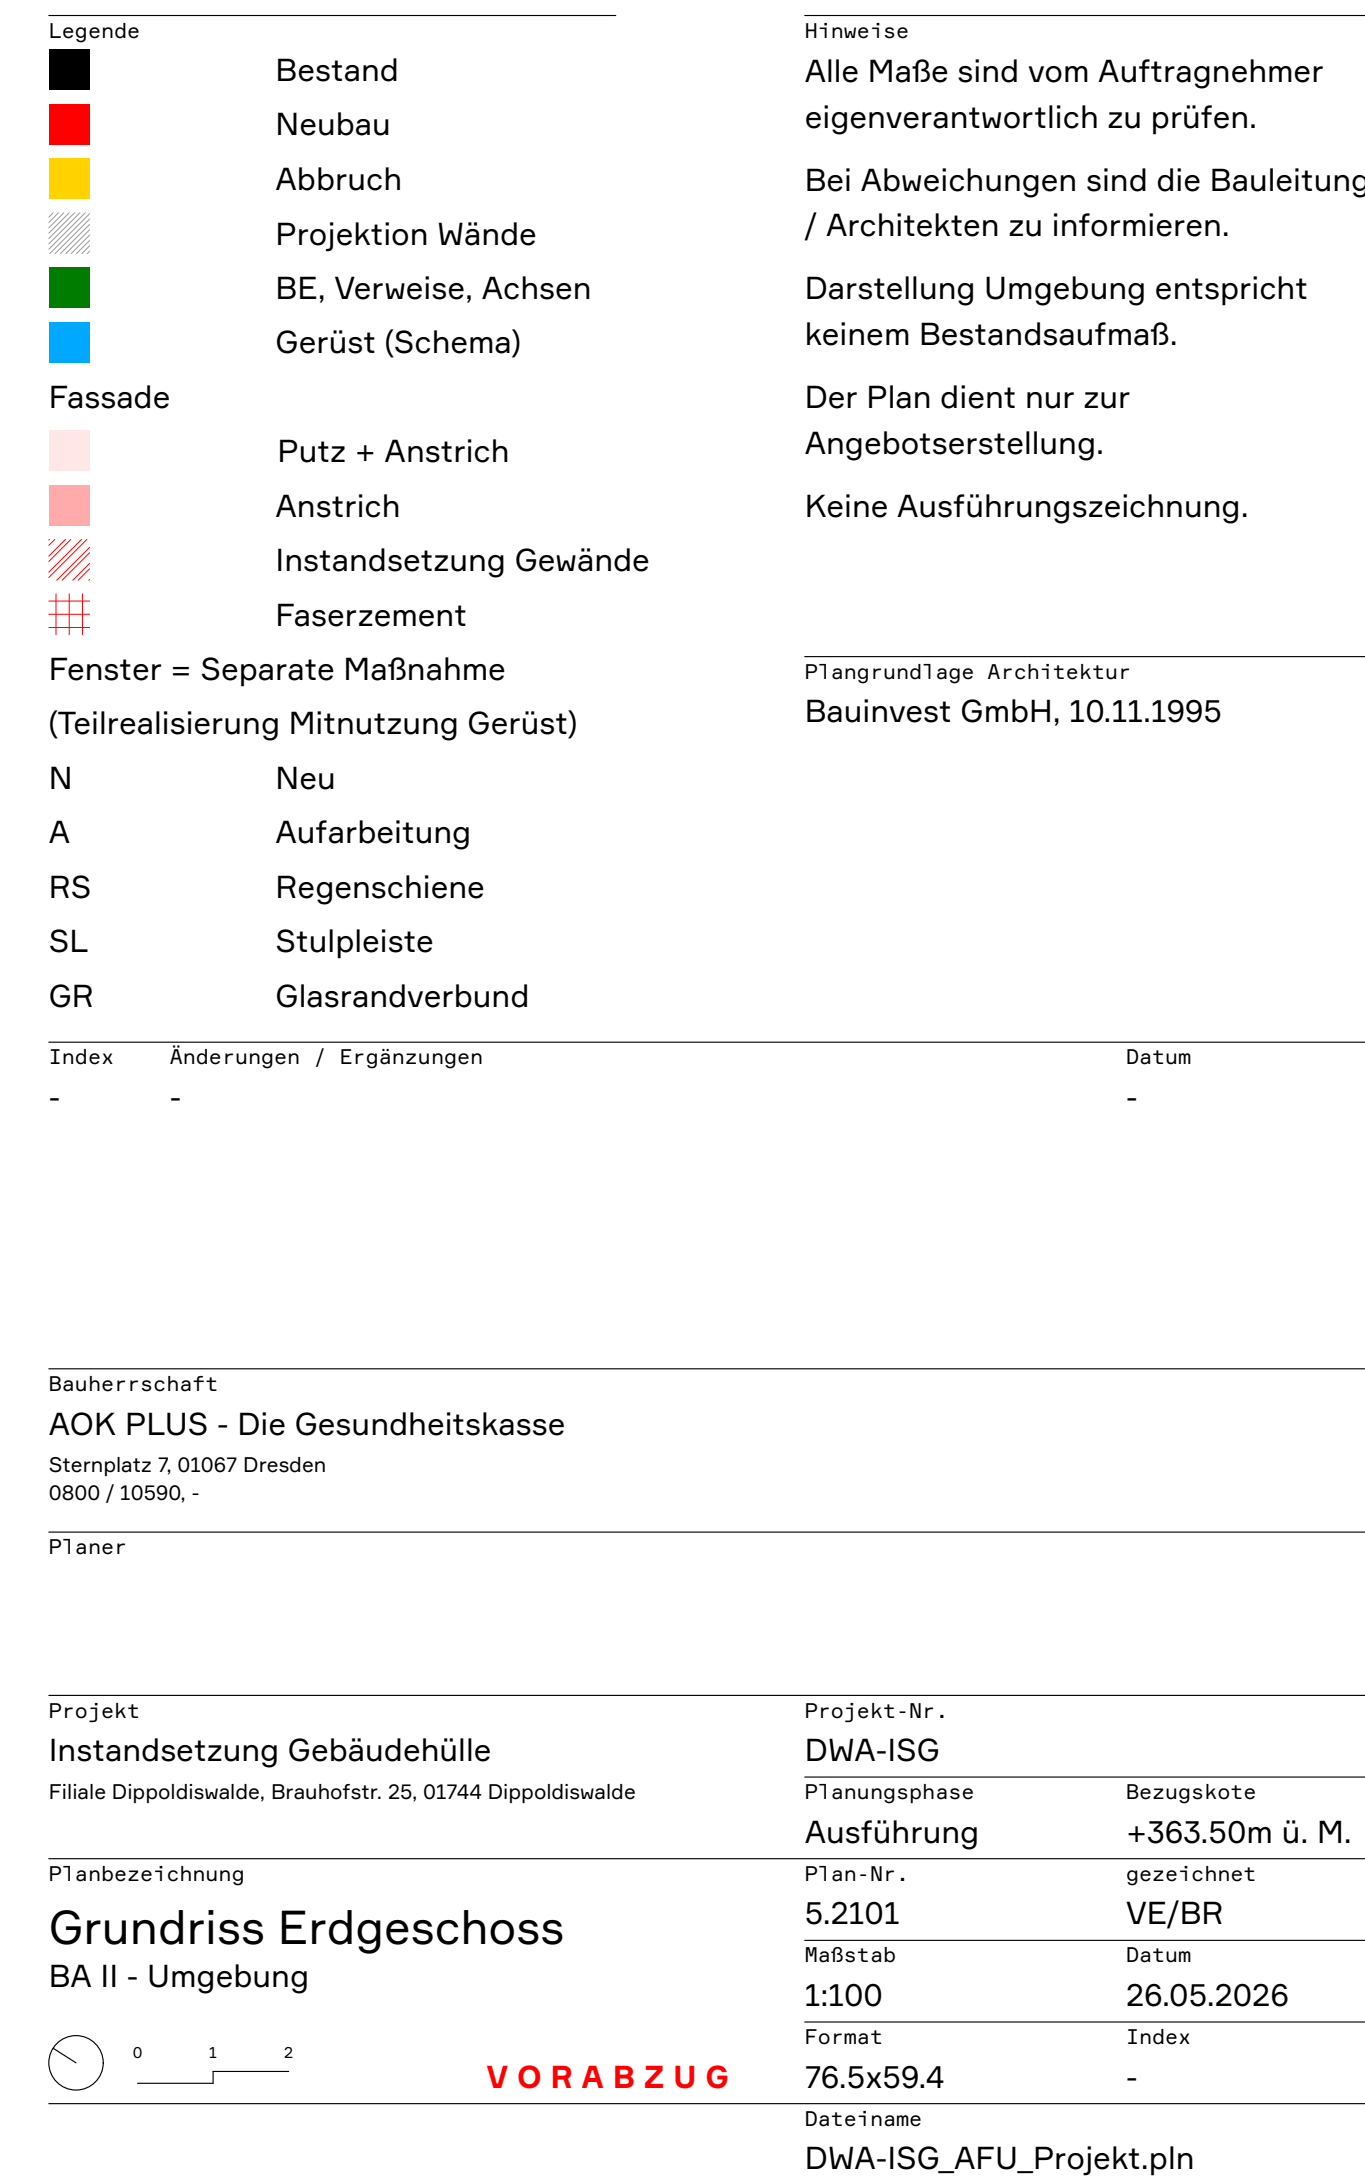 Legende
Bestand
Neubau
Abbruch
Projektion Wände
BE, Verweise, Achsen
Gerüst (Schema)
Fassade
Putz + Anstrich
Anstrich
Instandsetzung Gewände
Faserzement
Fenster = Separate Maßnahme
(Teilrealisierung Mitnutzung Gerüst)
N Neu
A Aufarbeitung
RS Regenschiene
SL Stulpleiste
GR Glasrandverbund
Hinweise
Alle Maße sind vom Auftragnehmer
eigenverantwortlich zu prüfen.
Bei Abweichungen sind die Bauleitung
/ Architekten zu informieren.
Darstellung Umgebung entspricht
keinem Bestandsaufmaß.
Der Plan dient nur zur
Angebotserstellung.
Keine Ausführungszeichnung.
Plangrundlage Architektur
Bauinvest GmbH, 10.11.1995
Index Änderungen / Ergänzungen Datum
- - -
Bauherrschaft
AOK PLUS - Die Gesundheitskasse
Sternplatz 7, 01067 Dresden
0800 / 10590, -
Planer
Projekt
Instandsetzung Gebäudehülle
Filiale Dippoldiswalde, Brauhofstr. 25, 01744 Dippoldiswalde
Projekt-Nr.
DWA-ISG
Planungsphase Bezugskote
Ausführung +363.50m ü. M.
Planbezeichnung
Grundriss Erdgeschoss
BA II - Umgebung
0 1 2
VORABZUG
Plan-Nr. gezeichnet
5.2101 VE/BR
Maßstab Datum
1:100 26.05.2026
Format Index
76.5x59.4 -
Dateiname
DWA-ISG_AFU_Projekt.pln